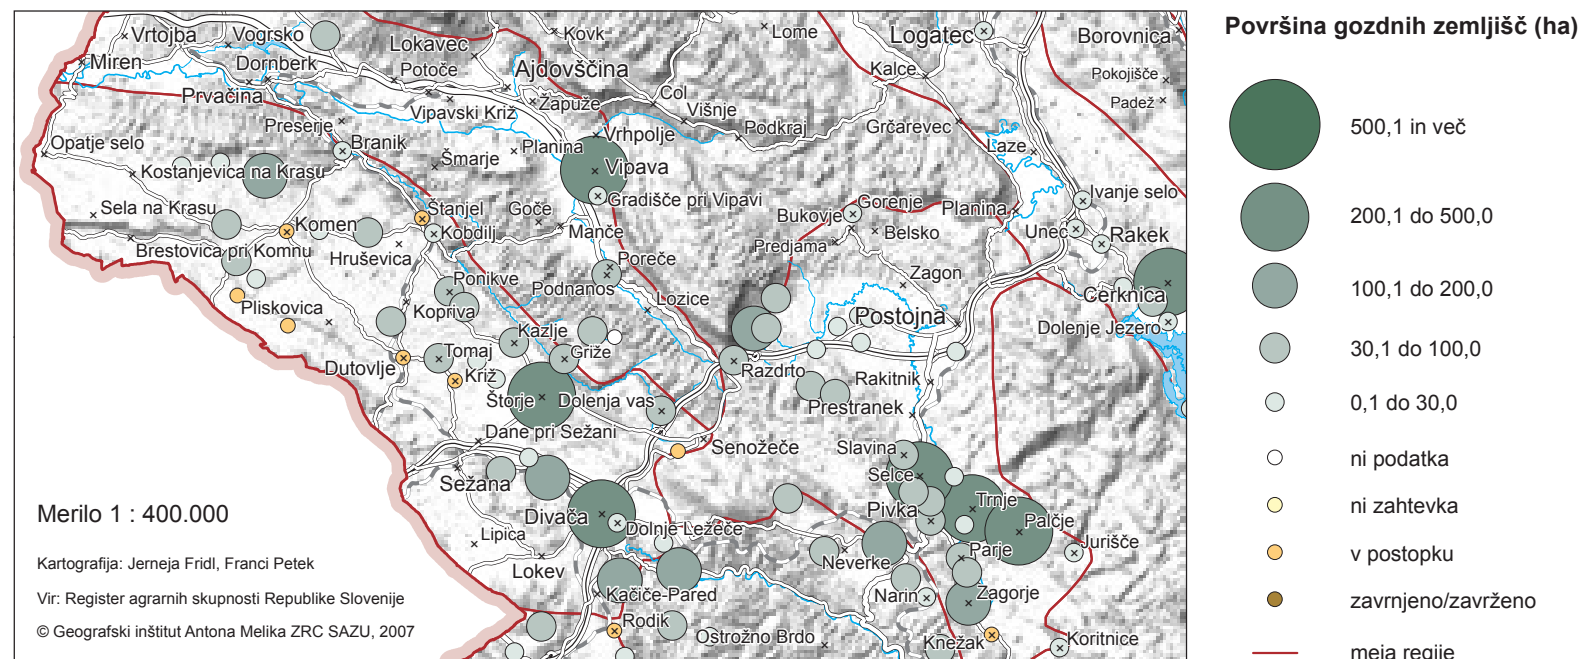 Vrtojba
Vogrsko
Kovk
Lome
Logatec
Borovnica
Lokavec
Miren
Dornberk
Potoče
Ajdovščina
Kalce
Pokojišče
Prvačina
Vipavski Križ
Žapuže
Col
Višnje
Padež
Preserje
Vrhpolje
Podkraj
Grčarevec
Opatje selo
Branik
Šmarje
Planina
Laze
Kostanjevica na Krasu
Vipava
Ivanje selo
Sela na Krasu
Štanjel
Goče
Gradišče pri Vipavi
Bukovje
Gorenje
Planina
Komen
Kobdilj
Manče
Belsko
Unec
Rakek
Brestovica pri Komnu
Hruševica
Predjama
Poreče
Zagon
Ponikve
Podnanos
Pliskovica
Kopriva
Lozice
Postojna
Cerknica
Dolenje Jezero
Kazlje
Tomaj
Griže
Dutovlje
Križ
Razdrto
Rakitnik
Štorje
Dolenja vas
Prestranek
Dane pri Sežani
Senožeče
Slavina
Selce
Sežana
Trnje
Divača
Dolnje Ležeče
Pivka
Palčje
Lipica
Jurišče
Lokev
Neverke
Parje
Kačiče-Pared
Narin
Zagorje
Rodik
Ostrožno Brdo
Knežak
Koritnice
Merilo 1 : 400.000
Kartografija: Jerneja Fridl, Franci Petek
Vir: Register agrarnih skupnosti Republike Slovenije
© Geografski inštitut Antona Melika ZRC SAZU, 2007
Površina gozdnih zemljišč (ha)
500,1 in več
200,1 do 500,0
100,1 do 200,0
30,1 do 100,0
0,1 do 30,0
ni podatka
ni zahtevka
v postopku
zavrnjeno/zavrženo
meja regije